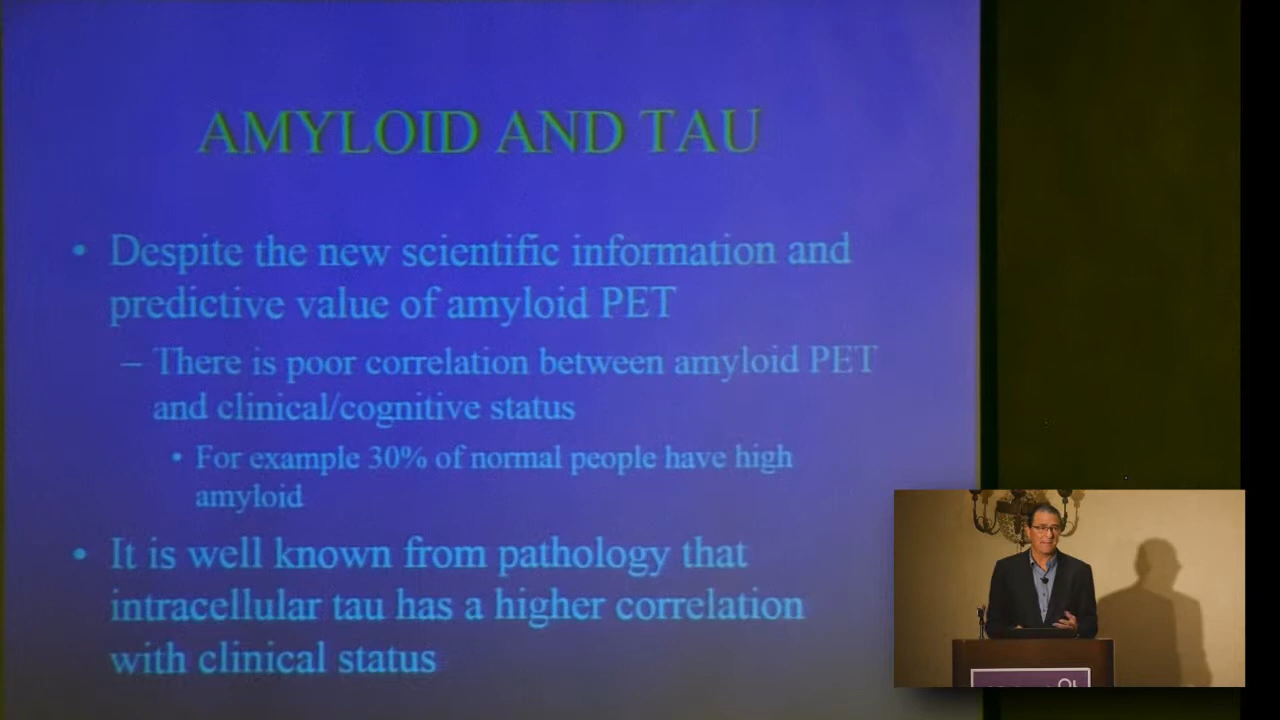 AMYLOID AND TAU
• Despite the new scientific information and
predictive value of amyloid PET
– There is poor correlation between amyloid PET
and clinical/cognitive status
• For example 30% of normal people have high
amyloid
• It is well known from pathology that
intracellular tau has a higher correlation
with clinical status